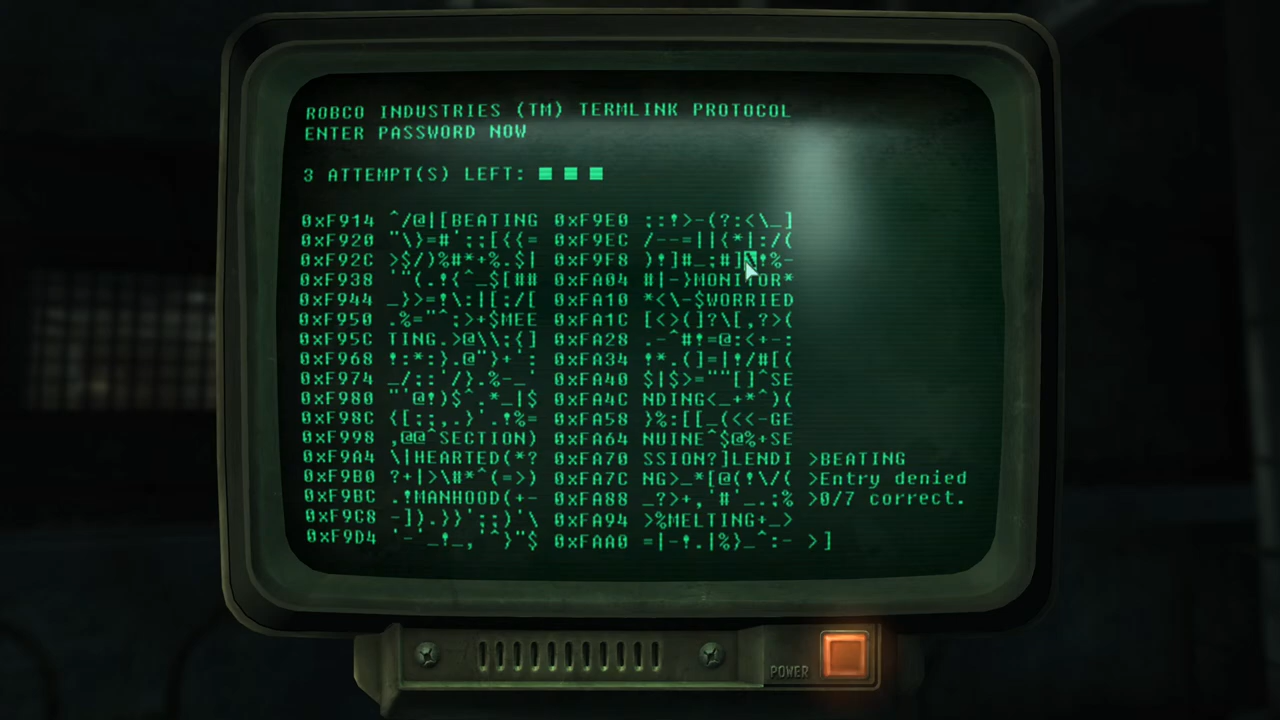 ROBCO INDUSTRIES (TM) TERMLINK PROTOCOL
ENTER PASSWORD NOW
3 ATTEMPT(S) LEFT: ■ ■ ■
0xF914 ^/@|[BEATING 0xF9E0 ;:!>-(?:<\_]
0xF920 "\}=#';:[{{= 0xF9EC /--=||{*|:/(
0xF92C >$/)%#*+%.$| 0xF9F8 )!]#_:#]\!%-
0xF938 '"(.!{^_$[## 0xFA04 #|-}MONITOR*
0xF944 _}>=!\:|[;/[ 0xFA10 *<\-$WORRIED
0xF950 .%="^;>+$MEE 0xFA1C [<>(]?\[,?>(
0xF95C TING.>@\\;{] 0xFA28 .-^#!=@:<+-:
0xF968 !:*:}.@"}+': 0xFA34 !*.(]=|!/#[(
0xF974 _/;:'/}.%-_' 0xFA40 $|$>=""[]^SE
0xF980 "'@!)$^.*_|$ 0xFA4C NDING<_+*^)(
0xF98C {[;;,.}'.!%= 0xFA58 }%:[[_(<<-GE
0xF998 ,@@^SECTION) 0xFA64 NUINE^$@%+SE
0xF9A4 \|HEARTED(*? 0xFA70 SSION?]LENDI >BEATING
0xF9B0 ?+|>\#*^(=>) 0xFA7C NG>_*[@(!\/( >Entry denied
0xF9BC .!MANHOOD(+- 0xFA88 _?>+,'#'_.;% >0/7 correct.
0xF9C8 -]).}}';;)'\ 0xFA94 >%MELTING+_>
0xF9D4 '-'_!_,'^}"$ 0xFAA0 =|-!.|%}_^:- >]
POWER